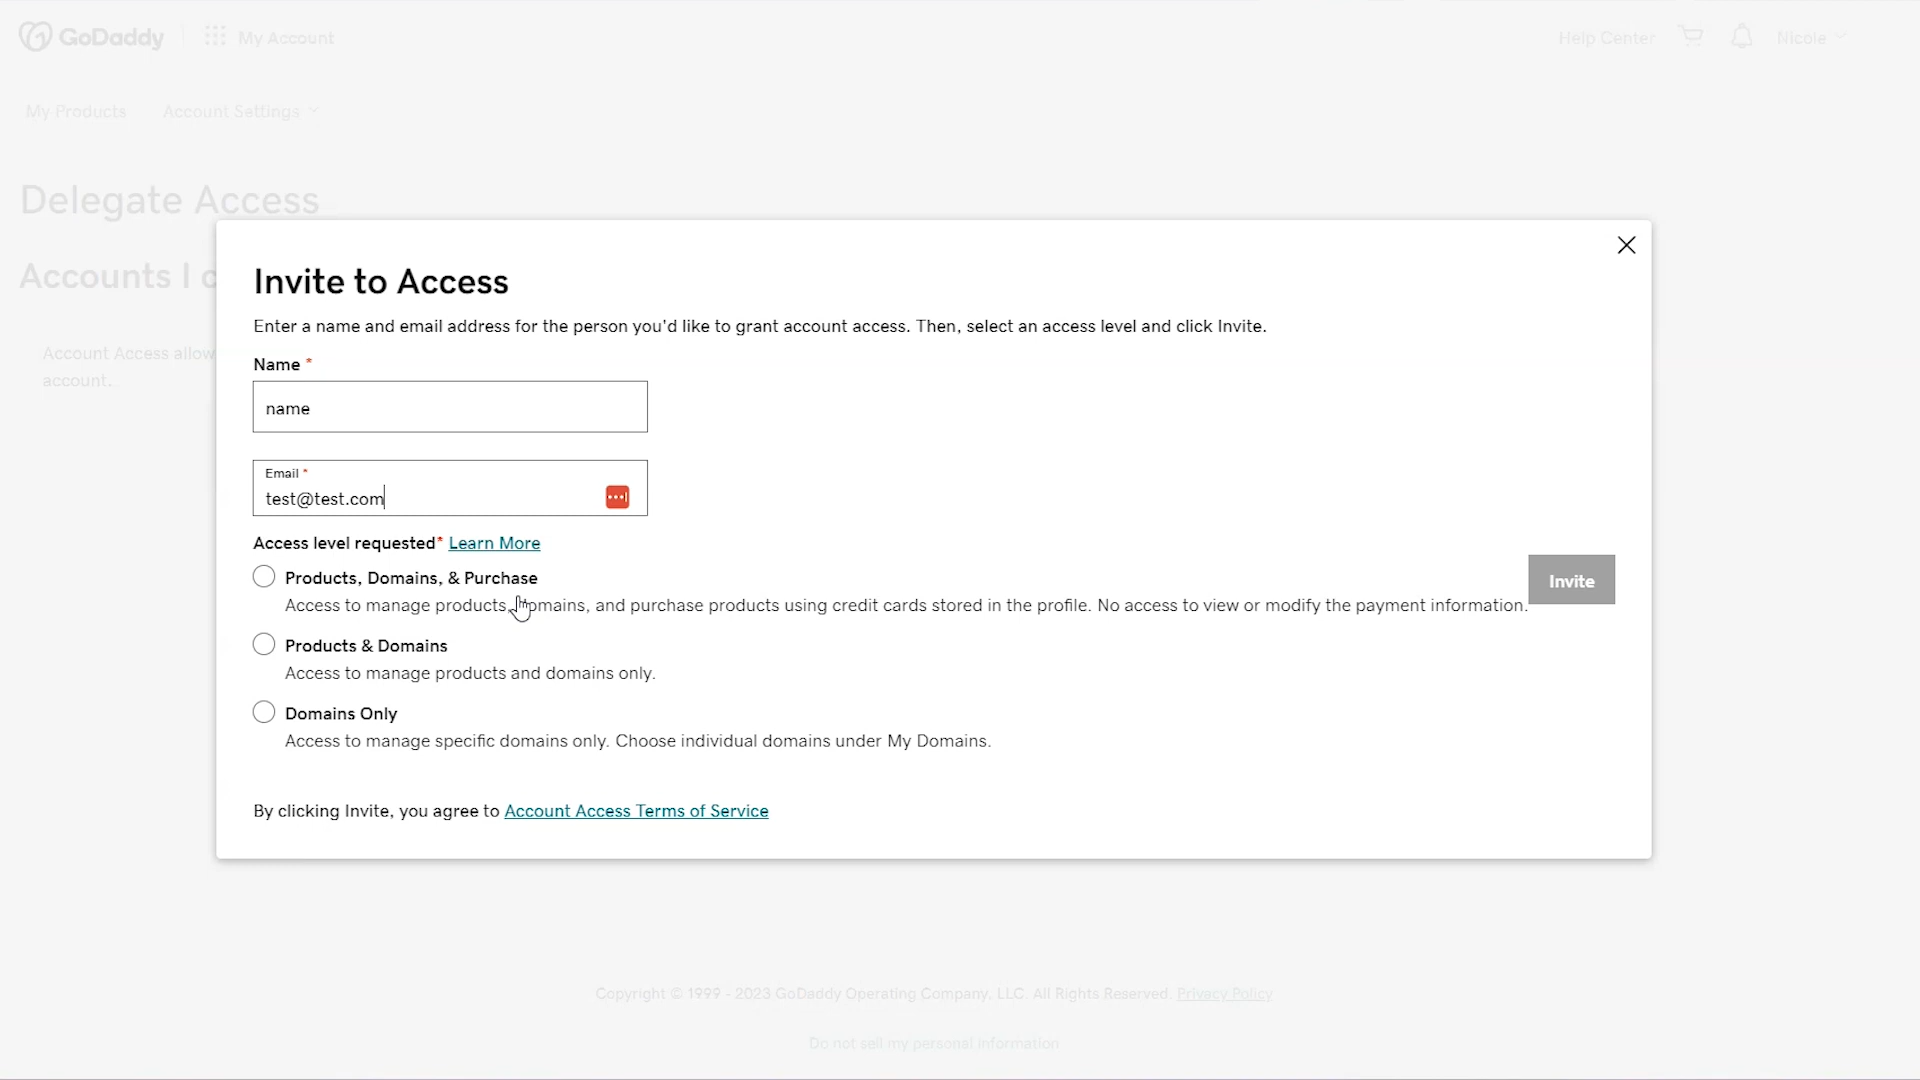 GoDaddy My Account Help Center Nicole
My Products Account Settings
Delegate Access
Accounts I c
Account Access allow
account.
Invite to Access
Enter a name and email address for the person you'd like to grant account access. Then, select an access level and click Invite.
Name *
name
Email *
test@test.com
Access level requested* Learn More
Products, Domains, & Purchase
Access to manage products, domains, and purchase products using credit cards stored in the profile. No access to view or modify the payment information.
Invite
Products & Domains
Access to manage products and domains only.
Domains Only
Access to manage specific domains only. Choose individual domains under My Domains.
By clicking Invite, you agree to Account Access Terms of Service
Copyright © 1999 - 2023 GoDaddy Operating Company, LLC. All Rights Reserved. Privacy Policy
Do not sell my personal information